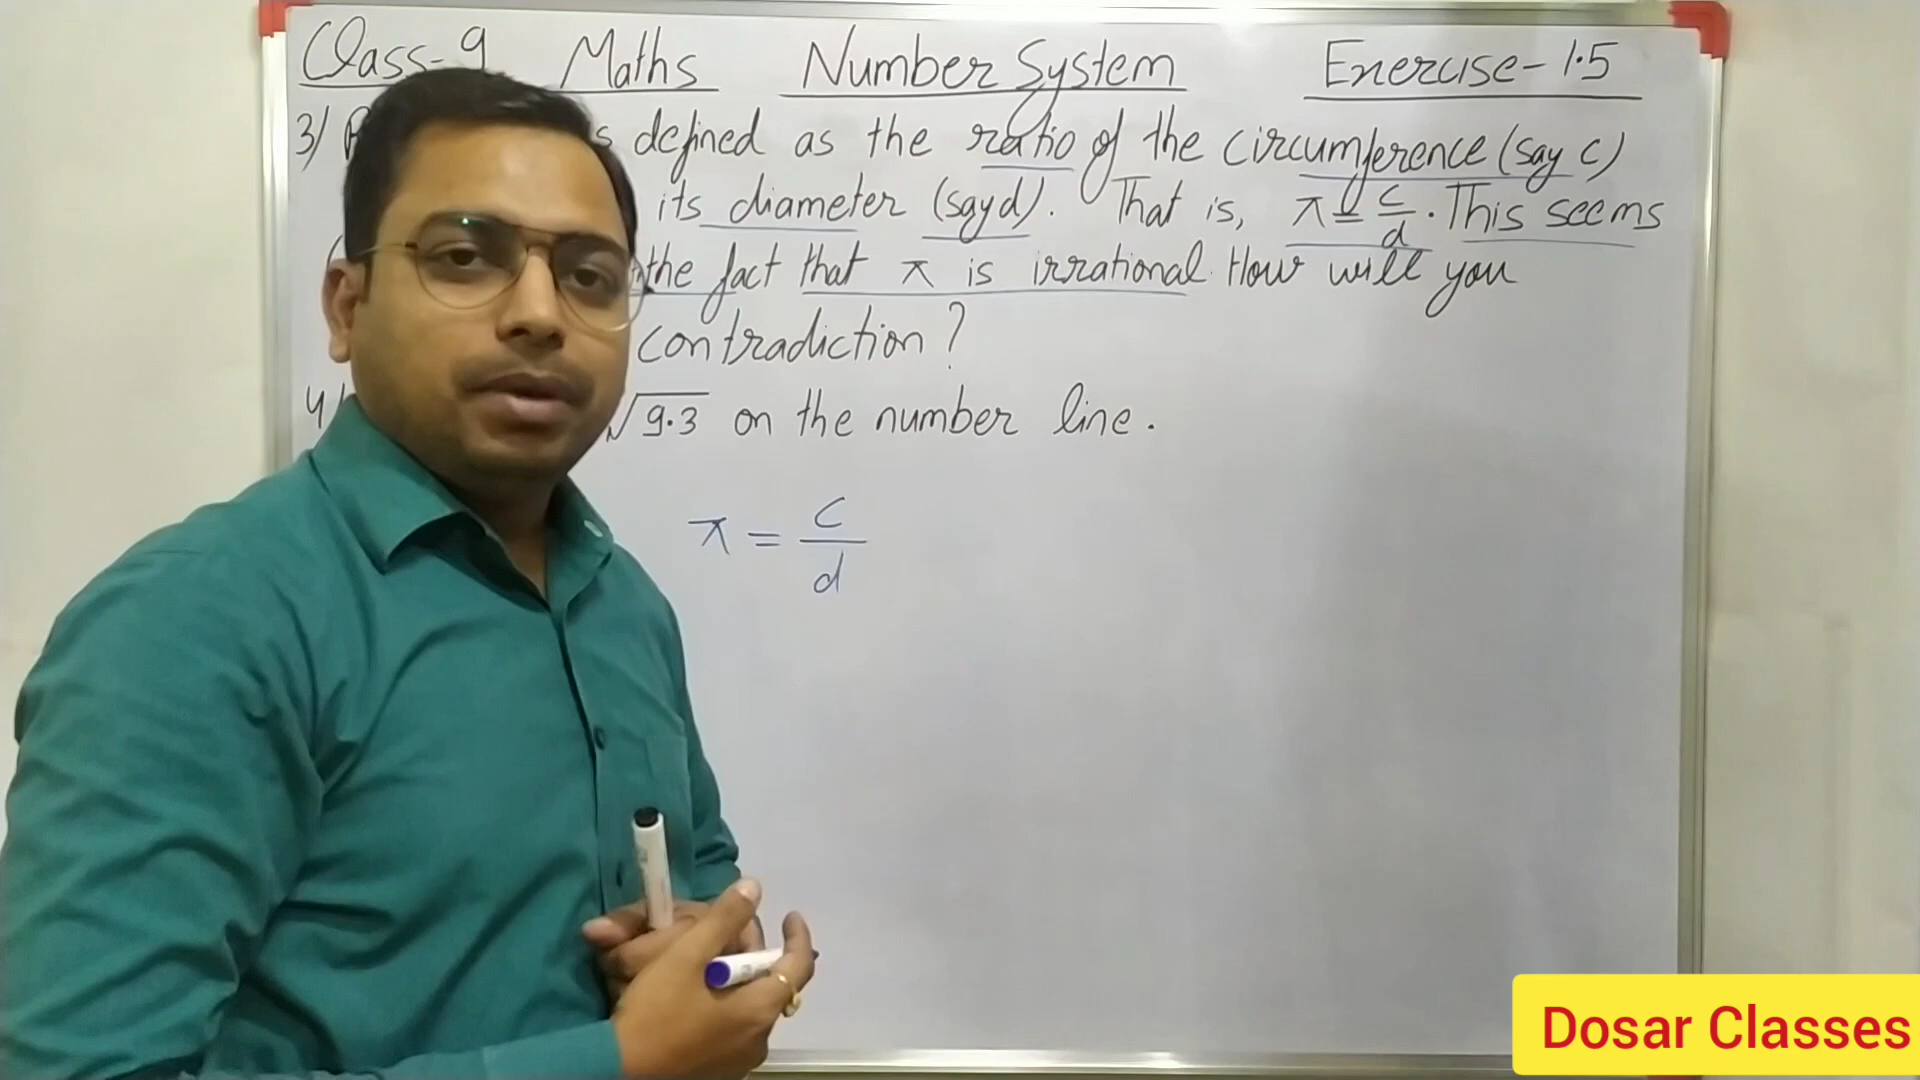 Class-9 Maths Number System Exercise-1.5
3) defined as the ratio of the circumference (say c)
its diameter (say d). That is, π = c/d. This seems
the fact that π is irrational. How will you
contradiction?
4) √9.3 on the number line.
π = c/d
Dosar Classes